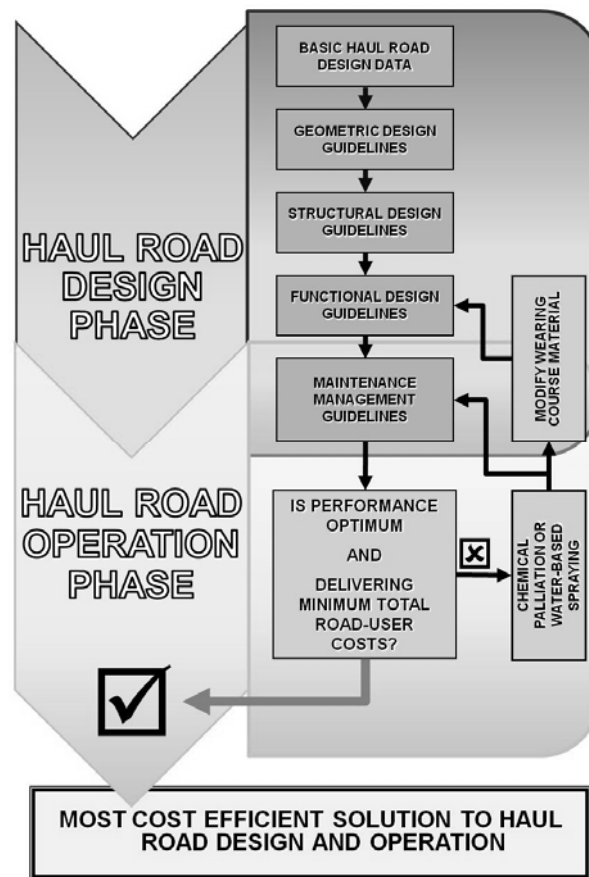 BASIC HAUL ROAD
DESIGN DATA
GEOMETRIC DESIGN
GUIDELINES
STRUCTURAL DESIGN
GUIDELINES
HAUL ROAD
DESIGN
PHASE
FUNCTIONAL DESIGN
GUIDELINES
MODIFY WEARING
COURSE MATERIAL
MAINTENANCE
MANAGEMENT
GUIDELINES
HAUL ROAD
OPERATION
PHASE
IS PERFORMANCE
OPTIMUM
AND
DELIVERING
MINIMUM TOTAL
ROAD-USER
COSTS?
CHEMICAL
PALLIATION OR
WATER-BASED
SPRAYING
MOST COST EFFICIENT SOLUTION TO HAUL
ROAD DESIGN AND OPERATION